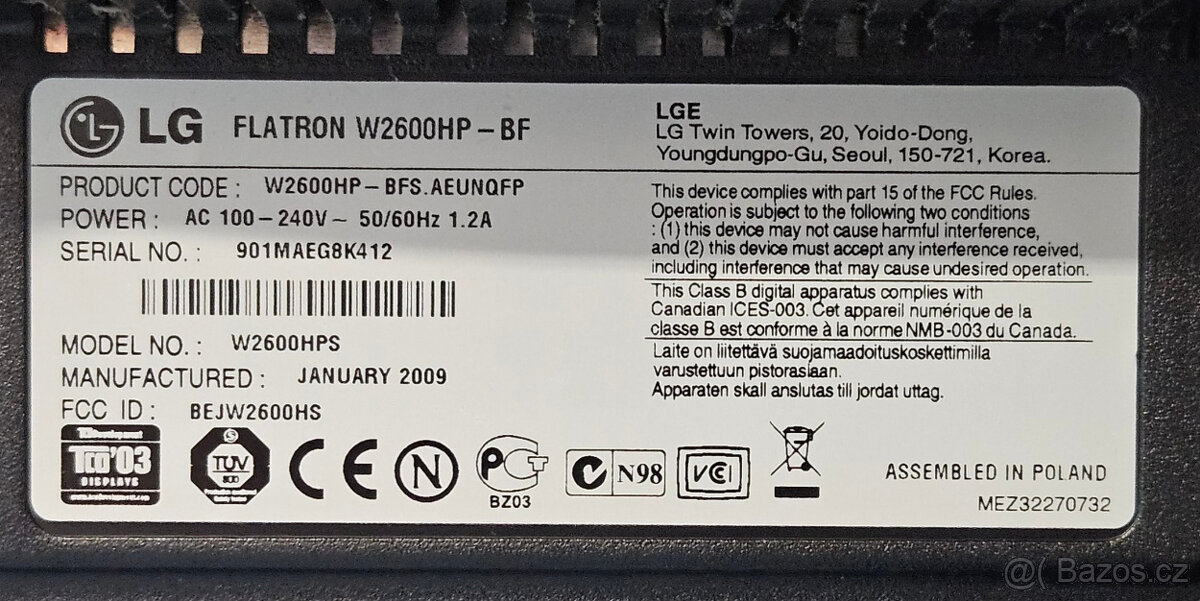 LG FLATRON W2600HP-BF
LGE
LG Twin Towers, 20, Yoido-Dong,
Youngdungpo-Gu, Seoul, 150-721, Korea.
PRODUCT CODE : W2600HP-BFS.AEUNQFP
POWER : AC 100-240V~ 50/60Hz 1.2A
SERIAL NO. : 901MAEG8K412
MODEL NO. : W2600HPS
MANUFACTURED : JANUARY 2009
FCC ID : BEJW2600HS
This device complies with part 15 of the FCC Rules.
Operation is subject to the following two conditions
: (1) this device may not cause harmful interference,
and (2) this device must accept any interference received,
including interference that may cause undesired operation.
This Class B digital apparatus complies with
Canadian ICES-003. Cet appareil numérique de la
classe B est conforme à la norme NMB-003 du Canada.
Laite on liitettävä suojamaadoituskoskettimilla
varustettuun pistorasiaan.
Apparaten skall anslutas till jordat uttag.
TCO'03
DISPLAYS
TÜV
CE
N
PCT
BZ03
N98
VCI
ASSEMBLED IN POLAND
MEZ32270732
@( Bazos.cz